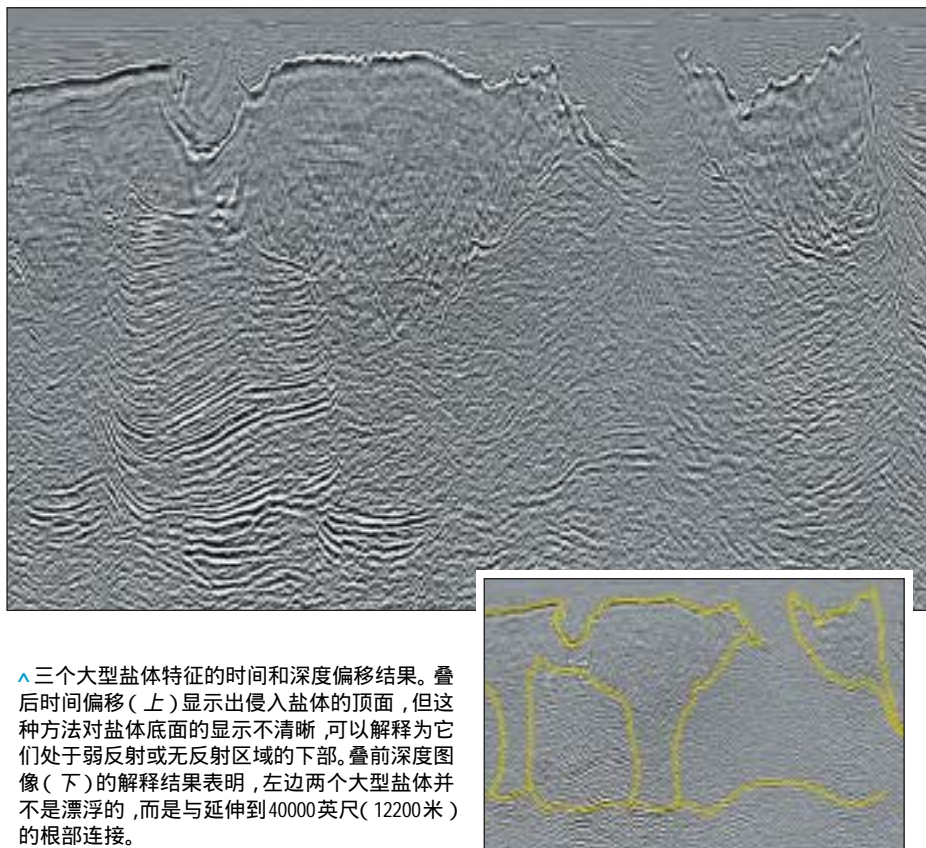 ^ 三个大型盐体特征的时间和深度偏移结果。叠
后时间偏移(上)显示出侵入盐体的顶面,但这
种方法对盐体底面的显示不清晰,可以解释为它
们处于弱反射或无反射区域的下部。叠前深度图
像(下)的解释结果表明,左边两个大型盐体并
不是漂浮的,而是与延伸到40000英尺(12200米)
的根部连接。